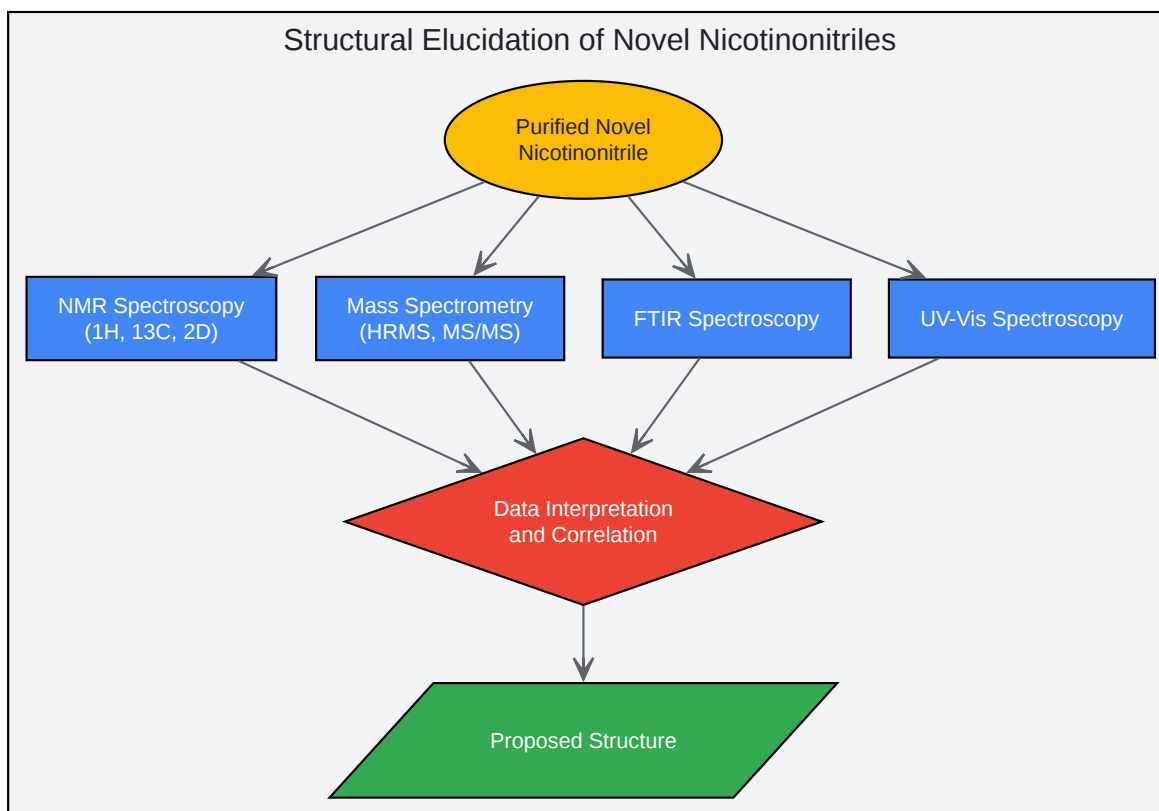 Structural Elucidation of Novel Nicotinonitriles
Purified Novel
Nicotinonitrile
NMR Spectroscopy
(1H, 13C, 2D)
Mass Spectrometry
(HRMS, MS/MS)
FTIR Spectroscopy
UV-Vis Spectroscopy
Data Interpretation
and Correlation
Proposed Structure